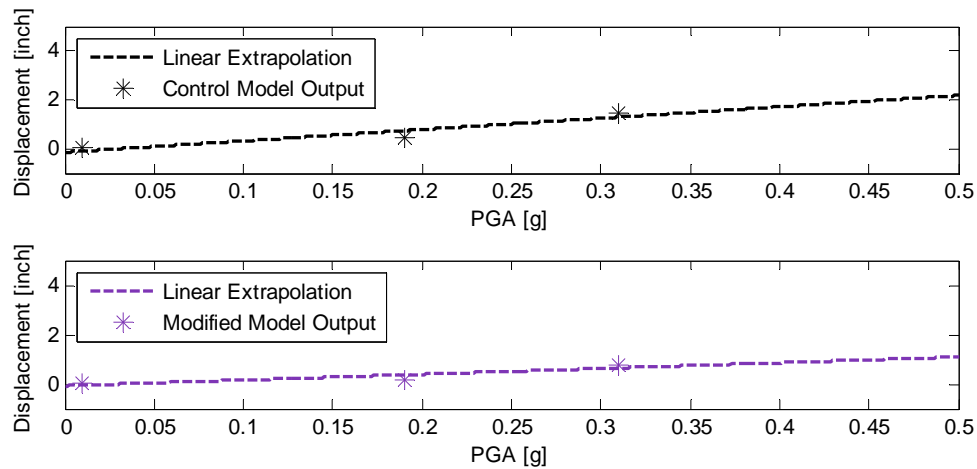 Displacement [inch]
4
2
0
Linear Extrapolation
Control Model Output
0 0.05 0.1 0.15 0.2 0.25 0.3 0.35 0.4 0.45 0.5
PGA [g]
Displacement [inch]
4
2
0
Linear Extrapolation
Modified Model Output
0 0.05 0.1 0.15 0.2 0.25 0.3 0.35 0.4 0.45 0.5
PGA [g]